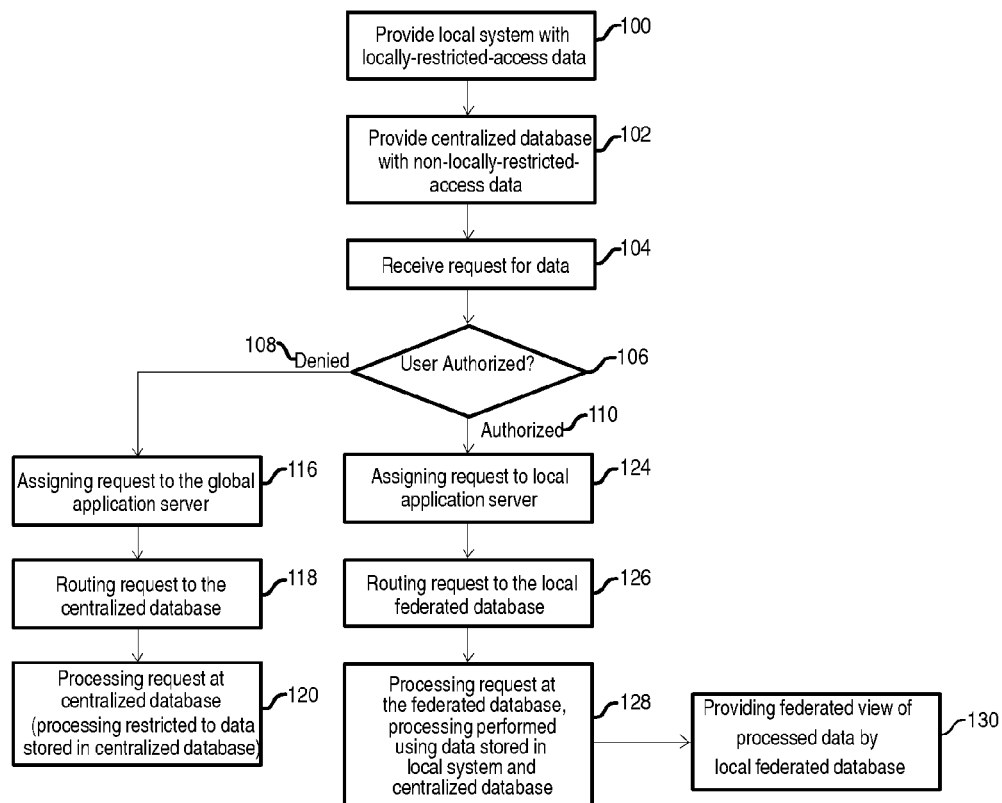 Provide local system with
locally-restricted-access data
100
Provide centralized database
with non-locally-restricted-
access data
102
Receive request for data
104
User Authorized?
106
108
Denied
110
Authorized
Assigning request to the global
application server
116
Assigning request to local
application server
124
Routing request to the
centralized database
118
Routing request to the local
federated database
126
Processing request at
centralized database
(processing restricted to data
stored in centralized database)
120
Processing request at
the federated database,
processing performed
using data stored in
local system and
centralized database
128
Providing federated view of
processed data by
local federated database
130